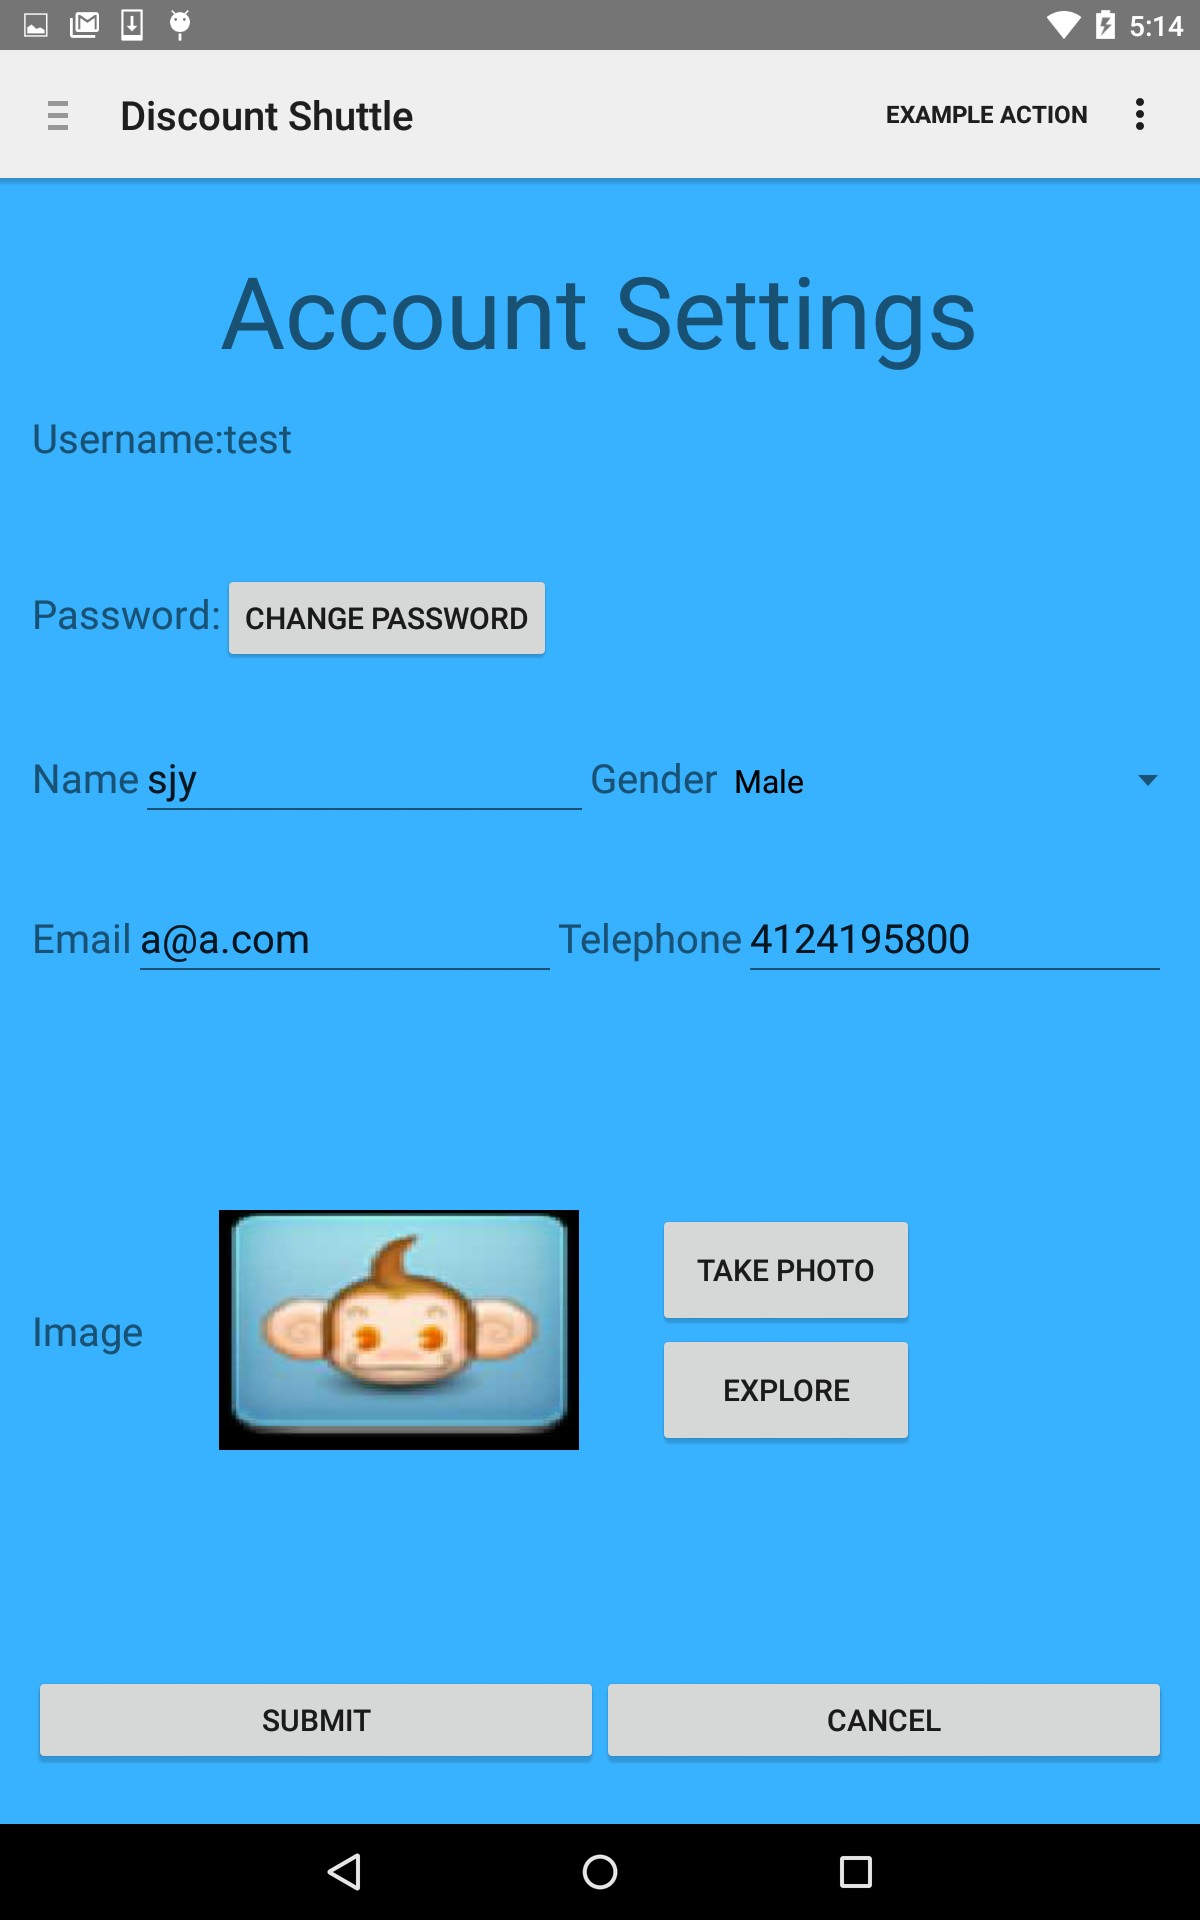 5:14
Discount Shuttle EXAMPLE ACTION
Account Settings
Username:test
Password: CHANGE PASSWORD
Name sjy Gender Male
Email a@a.com Telephone 4124195800
TAKE PHOTO
Image
EXPLORE
SUBMIT CANCEL